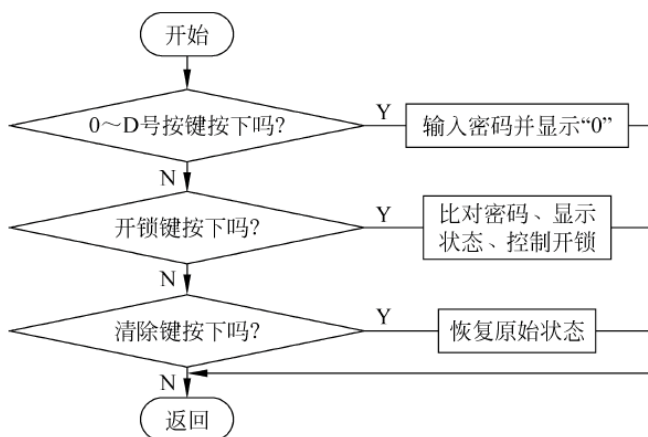 开始
0～D号按键按下吗?
Y
输入密码并显示“0”
N
开锁键按下吗?
Y
比对密码、显示
状态、控制开锁
N
清除键按下吗?
Y
恢复原始状态
N
返回